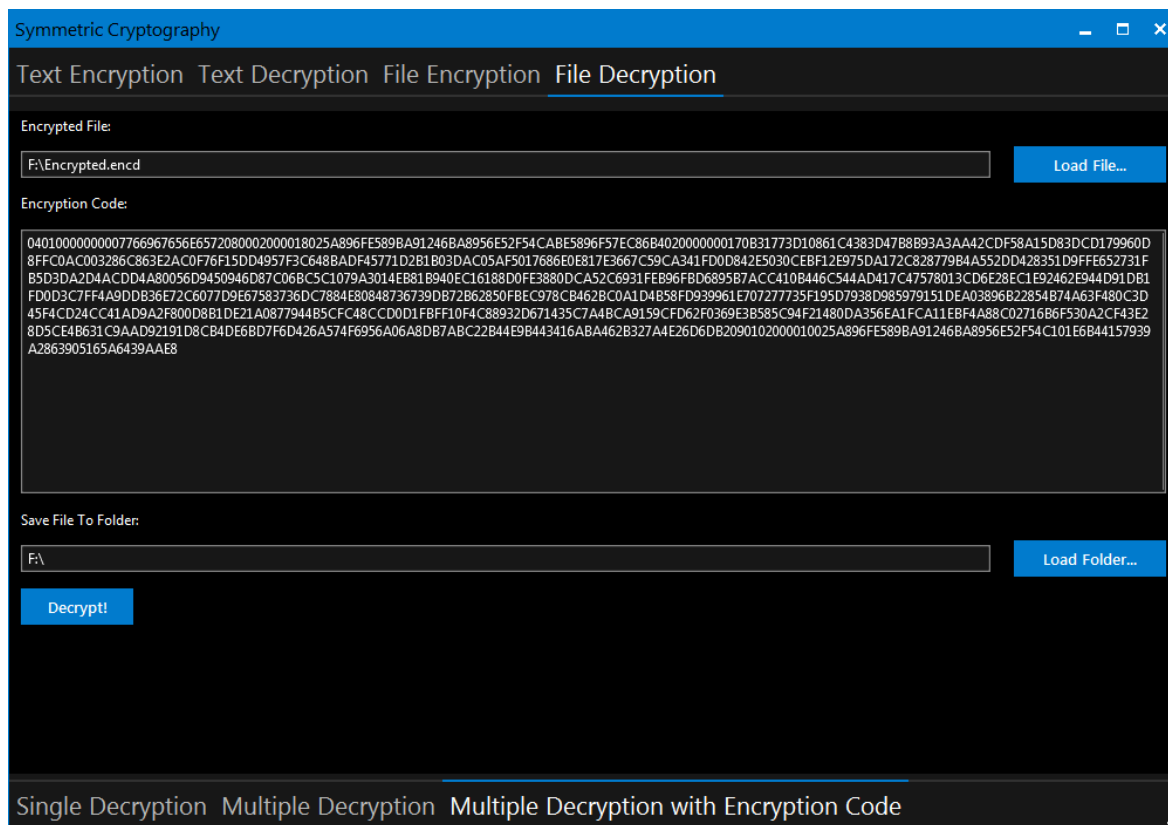 Symmetric Cryptography
Text Encryption Text Decryption File Encryption File Decryption
Encrypted File:
F:\Encrypted.encd
Load File...
Encryption Code:
04010000000007766967656E6572080002000018025A896FE589BA91246BA8956E52F54CABE5896F57EC86B4020000000170B31773D10861C4383D47B8B93A3AA42CDF58A15D83DCD179960D
8FFC0AC003286C863E2AC0F76F15DD4957F3C648BADF45771D2B1B03DAC05AF5017686E0E817E3667C59CA341FD0D842E5030CEBF12E975DA172C828779B4A552DD428351D9FFE652731F
B5D3DA2D4ACDD4A80056D9450946D87C06BC5C1079A3014EB81B940EC16188D0FE3880DCA52C6931FEB96FBD6895B7ACC410B446C544AD417C47578013CD6E28EC1E92462E944D91DB1
FD0D3C7FF4A9DDB36E72C6077D9E67583736DC7884E80848736739DB72B62850FBEC978CB462BC0A1D4B58FD939961E707277735F195D7938D985979151DEA03896B22854B74A63F480C3D
45F4CD24CC41AD9A2F800D8B1DE21A0877944B5CFC48CCD0D1FBFF10F4C88932D671435C7A4BCA9159CFD62F0369E3B585C94F21480DA356EA1FCA11EBF4A88C02716B6F530A2CF43E2
8D5CE4B631C9AAD92191D8CB4DE6BD7F6D426A574F6956A06A8DB7ABC22B44E9B443416ABA462B327A4E26D6DB209010200001 0025A896FE589BA91246BA8956E52F54C101E6B44157939
A2863905165A6439AAE8
Save File To Folder:
F:\
Load Folder...
Decrypt!
Single Decryption Multiple Decryption Multiple Decryption with Encryption Code